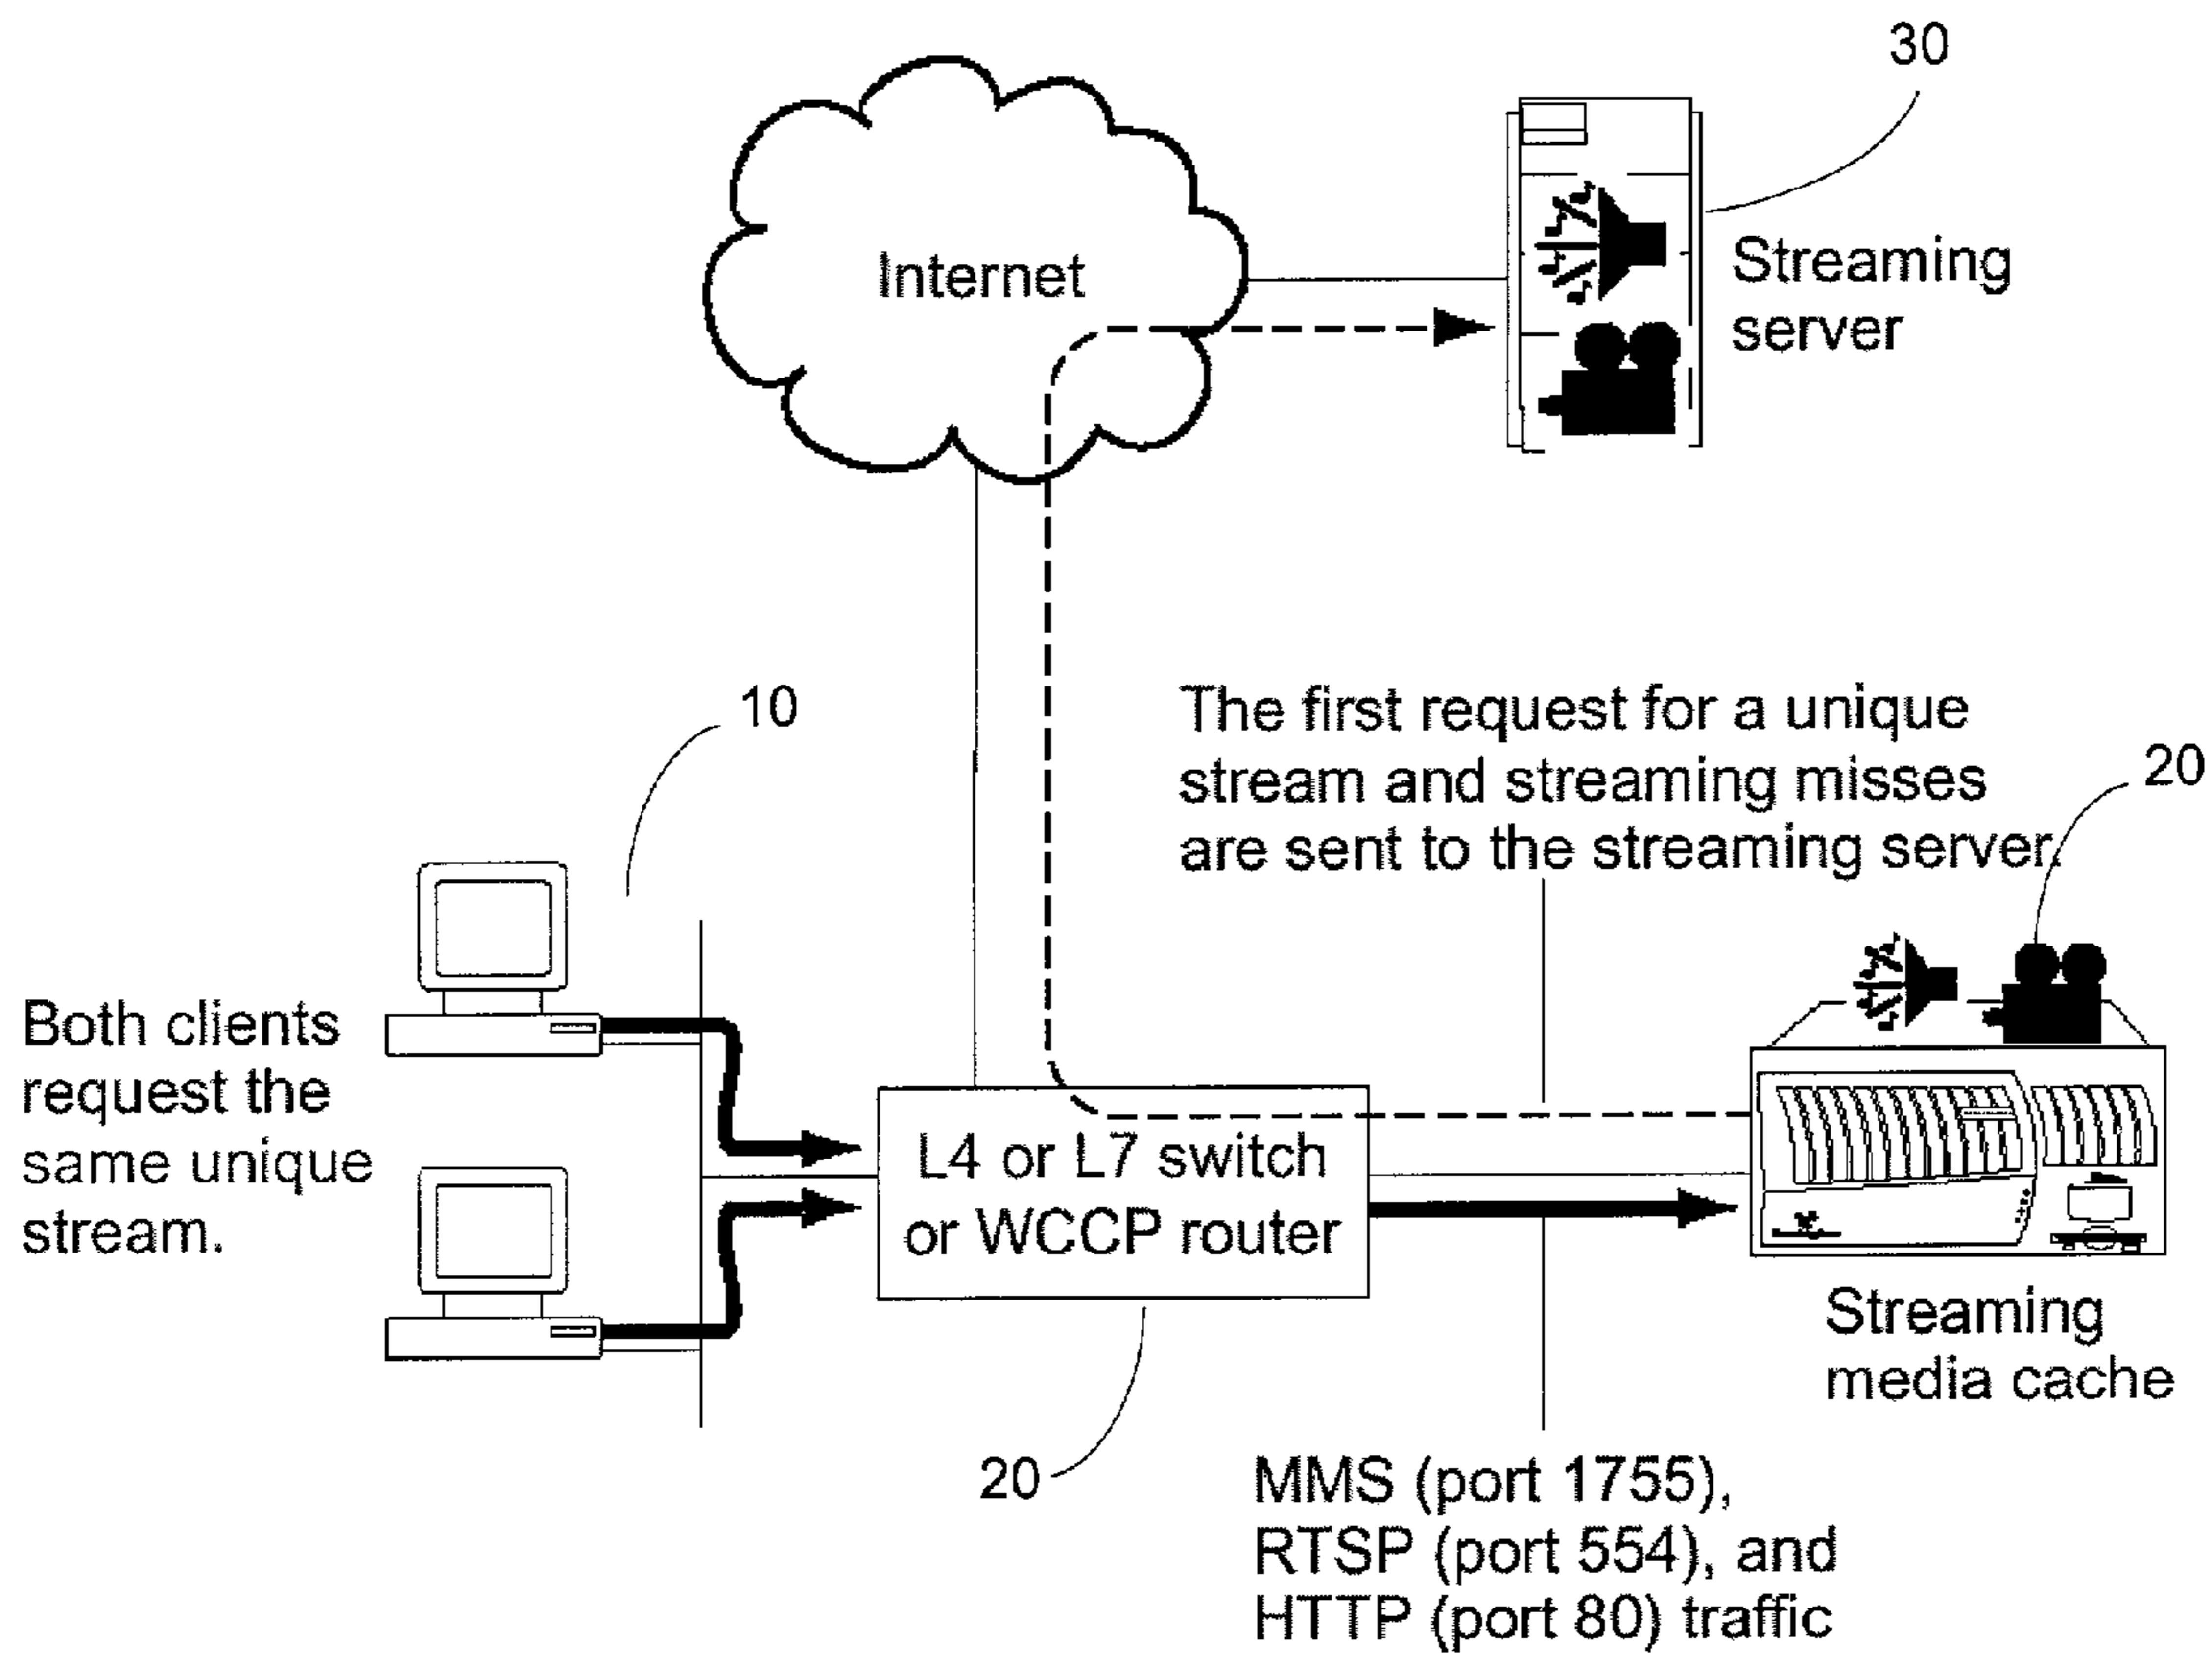 30
Internet
Streaming
server
10
The first request for a unique
stream and streaming misses
are sent to the streaming server.
20
Both clients
request the
same unique
stream.
L4 or L7 switch
or WCCP router
Streaming
media cache
20
MMS (port 1755),
RTSP (port 554), and
HTTP (port 80) traffic